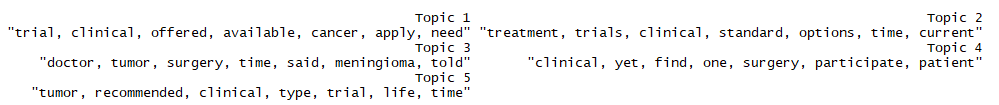 Topic 1 Topic 2
"trial, clinical, offered, available, cancer, apply, need" "treatment, trials, clinical, standard, options, time, current"
Topic 3 Topic 4
"doctor, tumor, surgery, time, said, meningioma, told" "clinical, yet, find, one, surgery, participate, patient"
Topic 5
"tumor, recommended, clinical, type, trial, life, time"